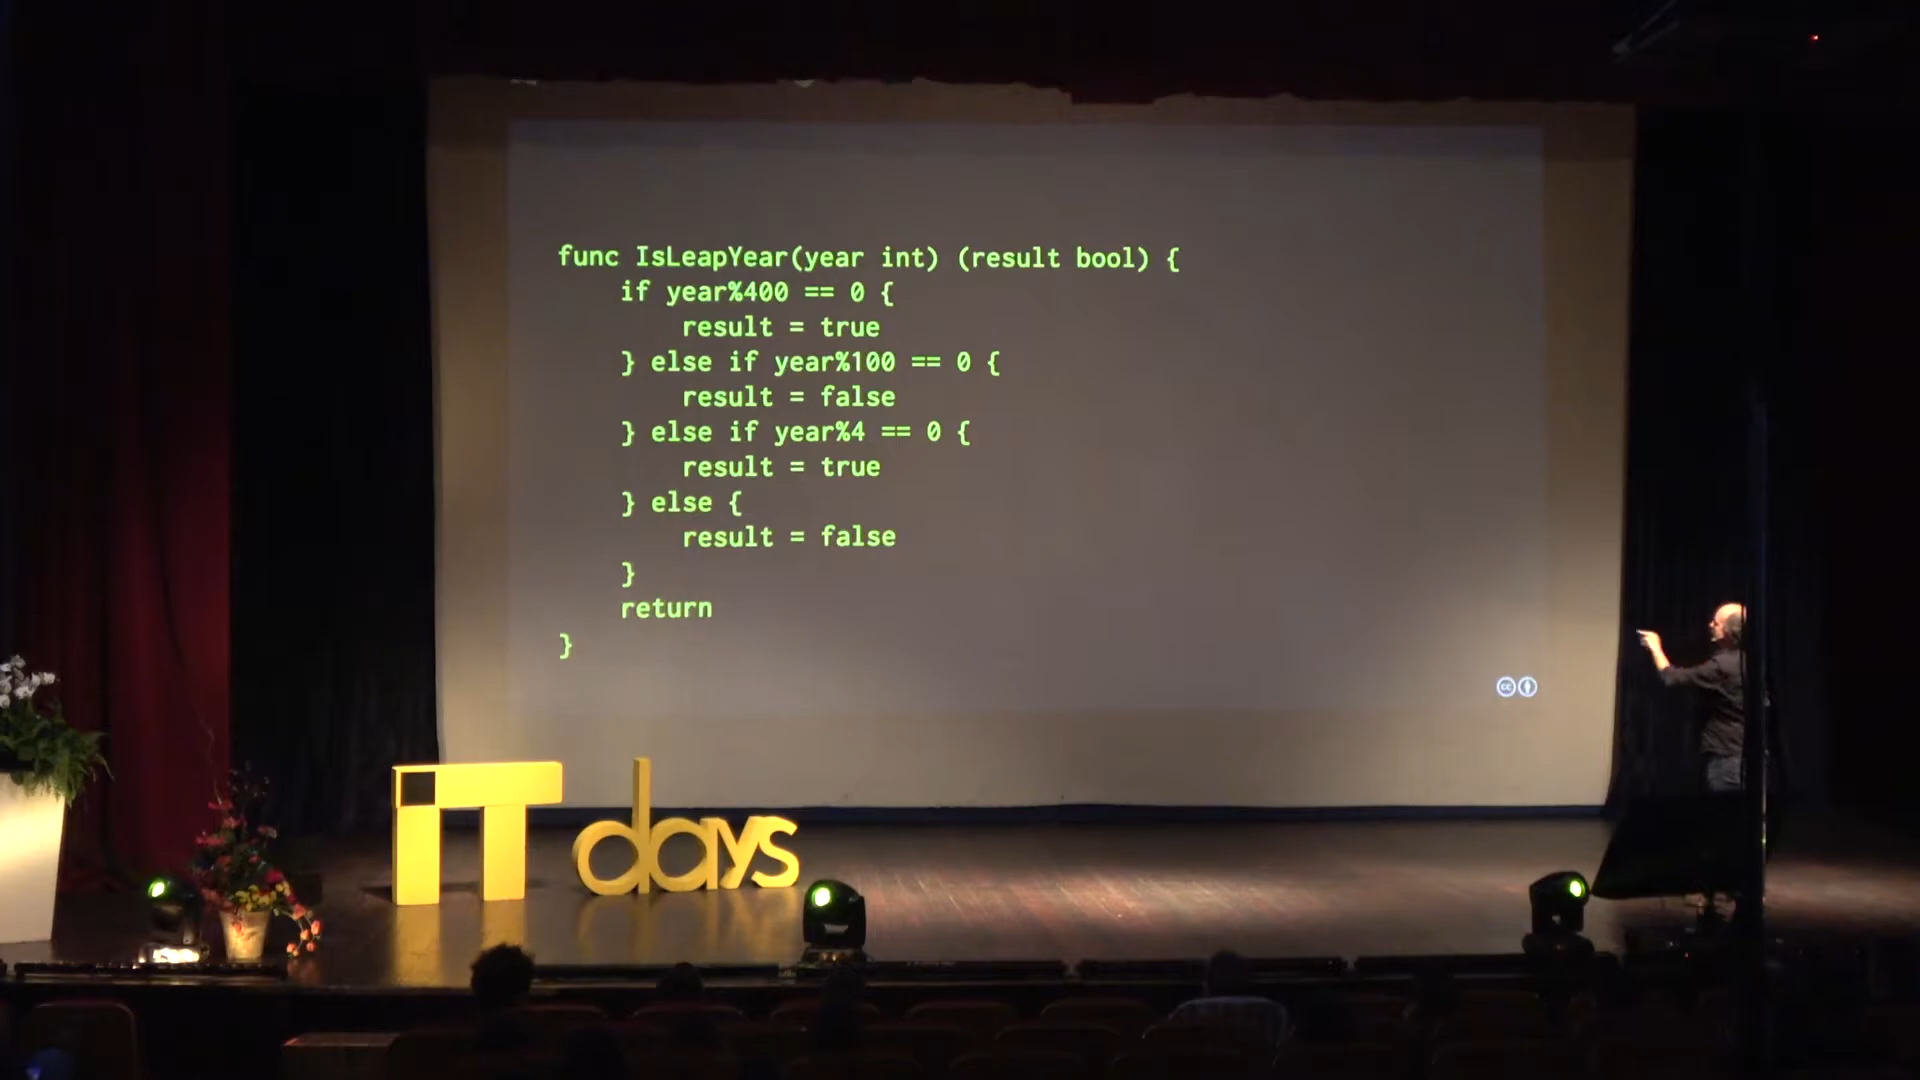 func IsLeapYear(year int) (result bool) {
    if year%400 == 0 {
        result = true
    } else if year%100 == 0 {
        result = false
    } else if year%4 == 0 {
        result = true
    } else {
        result = false
    }
    return
}
cc
iT days